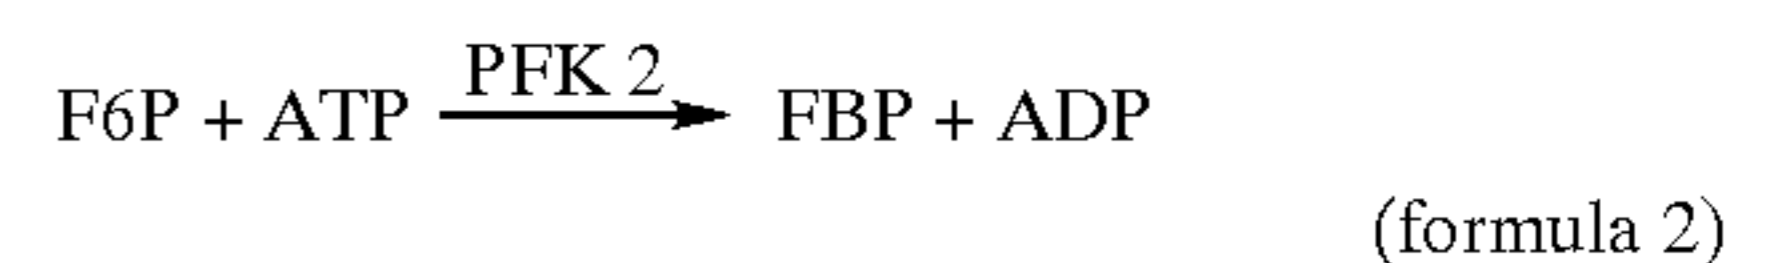 PFK 2
F6P + ATP ⟶ FBP + ADP
(formula 2)